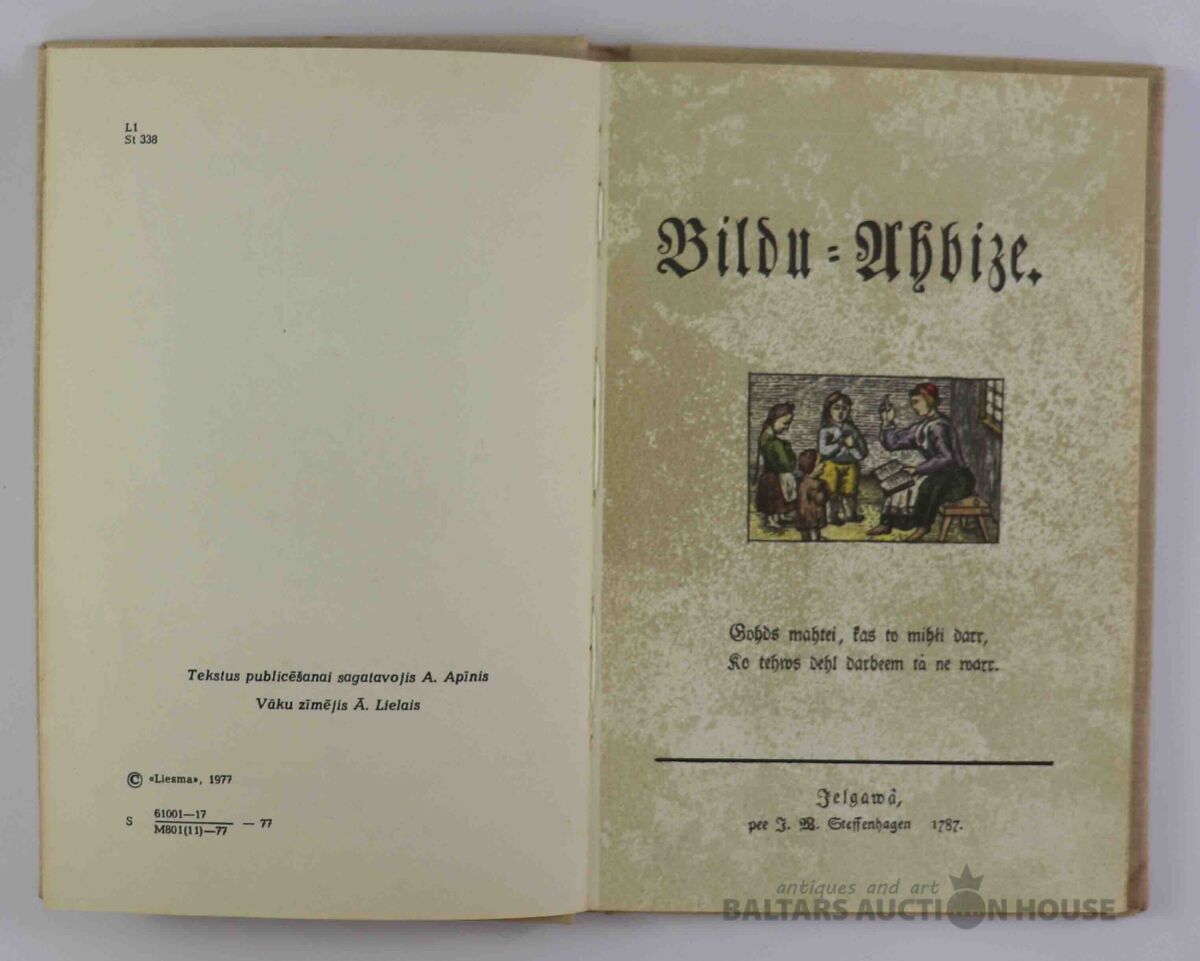 L1
St 338
Tekstus publicēšanai sagatavojis A. Apīnis
Vāku zīmējis Ā. Lielais
© «Liesma», 1977
S 61001—17
M801(11)—77 — 77
Bildu-Ahbize.
Gohds mahtei, kas to mihļi darr,
Ko tehws dehl darbeem tà ne warr.
Jelgawâ,
pee J. W. Steffenhagen 1787.
antiques and art
BALTARS AUCTION HOUSE